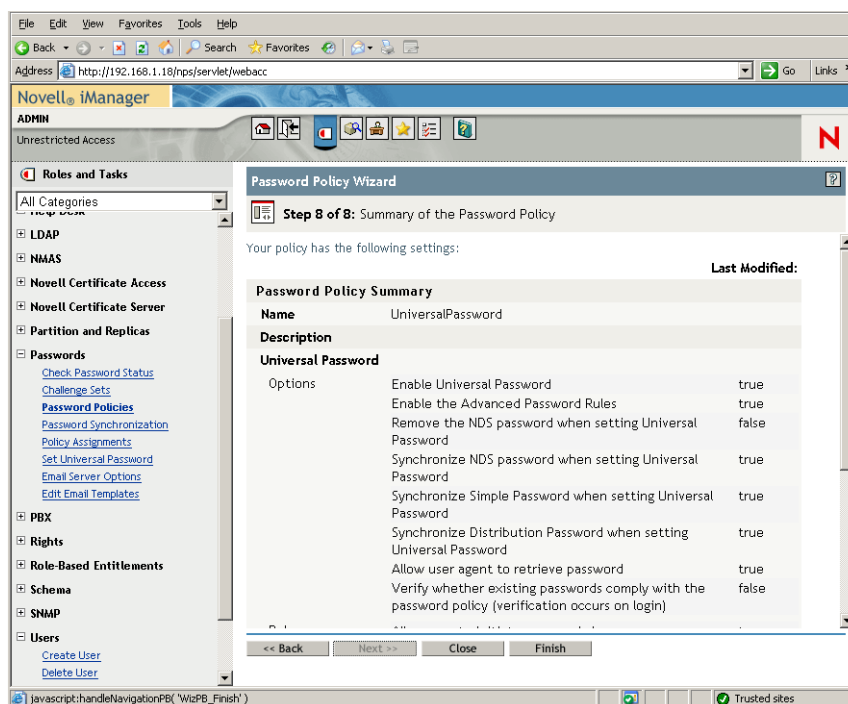 File Edit View Favorites Tools Help
Back Search Favorites
Address http://192.168.1.18/nps/servlet/webacc Go Links
Novell® iManager
ADMIN
Unrestricted Access
N
Roles and Tasks
All Categories
Help Desk
LDAP
NMAS
Novell Certificate Access
Novell Certificate Server
Partition and Replicas
Passwords
Check Password Status
Challenge Sets
Password Policies
Password Synchronization
Policy Assignments
Set Universal Password
Email Server Options
Edit Email Templates
PBX
Rights
Role-Based Entitlements
Schema
SNMP
Users
Create User
Delete User
Password Policy Wizard ?
Step 8 of 8: Summary of the Password Policy
Your policy has the following settings:
Last Modified:
Password Policy Summary
Name UniversalPassword
Description
Universal Password
Options Enable Universal Password true
Enable the Advanced Password Rules true
Remove the NDS password when setting Universal false
Password
Synchronize NDS password when setting Universal true
Password
Synchronize Simple Password when setting Universal true
Password
Synchronize Distribution Password when setting true
Universal Password
Allow user agent to retrieve password true
Verify whether existing passwords comply with the false
password policy (verification occurs on login)
<< Back Next >> Close Finish
javascript:handleNavigationPB( 'WizPB_Finish' ) Trusted sites